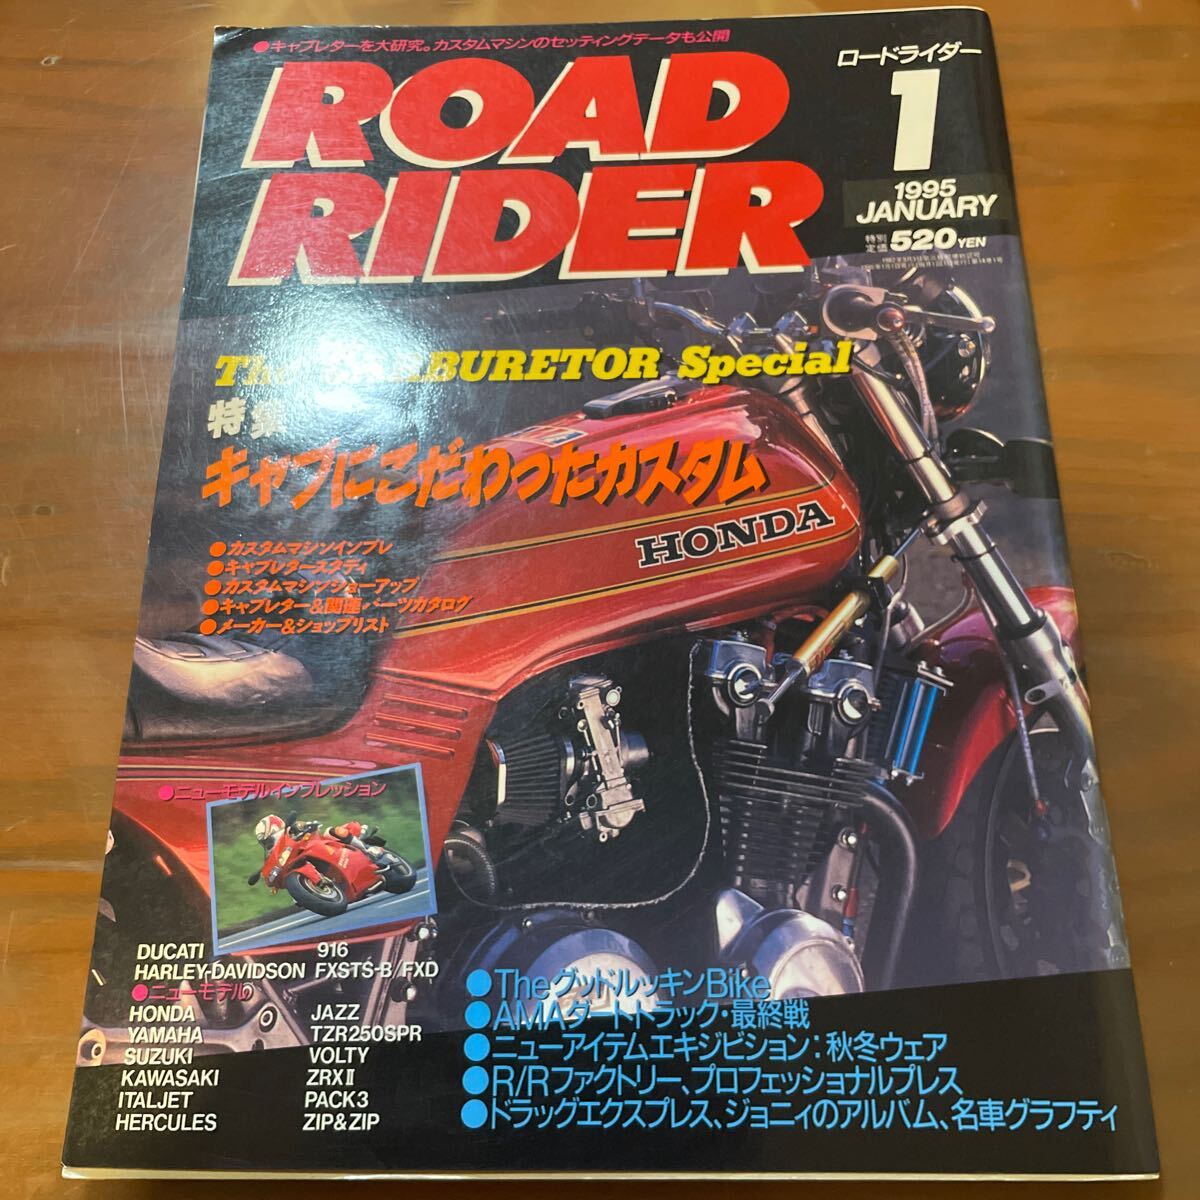 ●キャブレターを大研究。カスタムマシンのセッティングデータも公開
ROAD
RIDER
ロードライダー
1
1995
JANUARY
特別
定価 520 YEN
The CARBURETOR Special
特集
キャブにこだわったカスタム
●カスタムマシンインプレ
●キャブレタースタディ
●カスタムマシンショーアップ
●キャブレター&関連パーツカタログ
●メーカー&ショップリスト
HONDA
●ニューモデルインプレッション
DUCATI 916
HARLEY-DAVIDSON FXSTS-B/FXD
●ニューモデル
HONDA JAZZ
YAMAHA TZR250SPR
SUZUKI VOLTY
KAWASAKI ZRXⅡ
ITALJET PACK3
HERCULES ZIP&ZIP
●TheグッドルッキンBike
●AMAダートトラック・最終戦
●ニューアイテムエキジビション:秋冬ウェア
●R/Rファクトリー、プロフェッショナルプレス
●ドラッグエクスプレス、ジョニィのアルバム、名車グラフティ